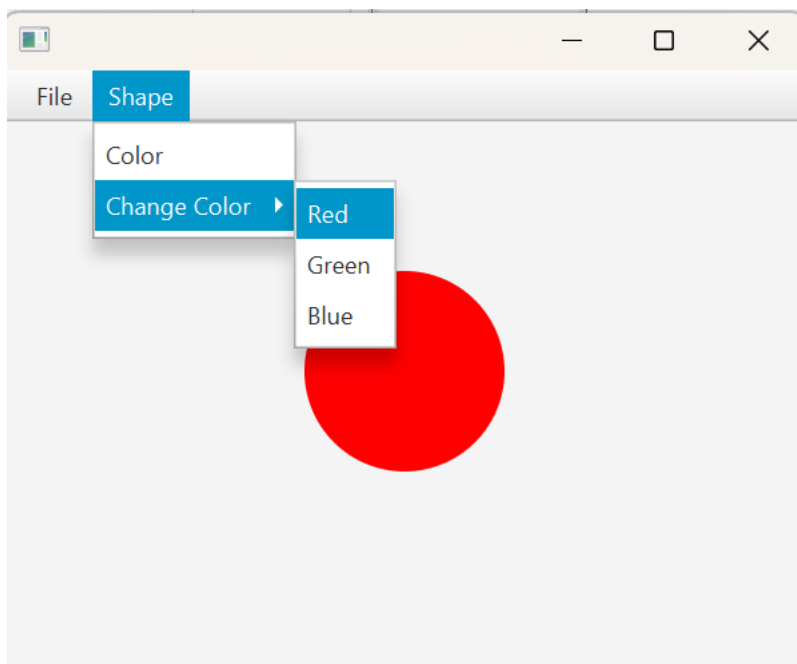 File Shape
Color
Change Color
Red
Green
Blue